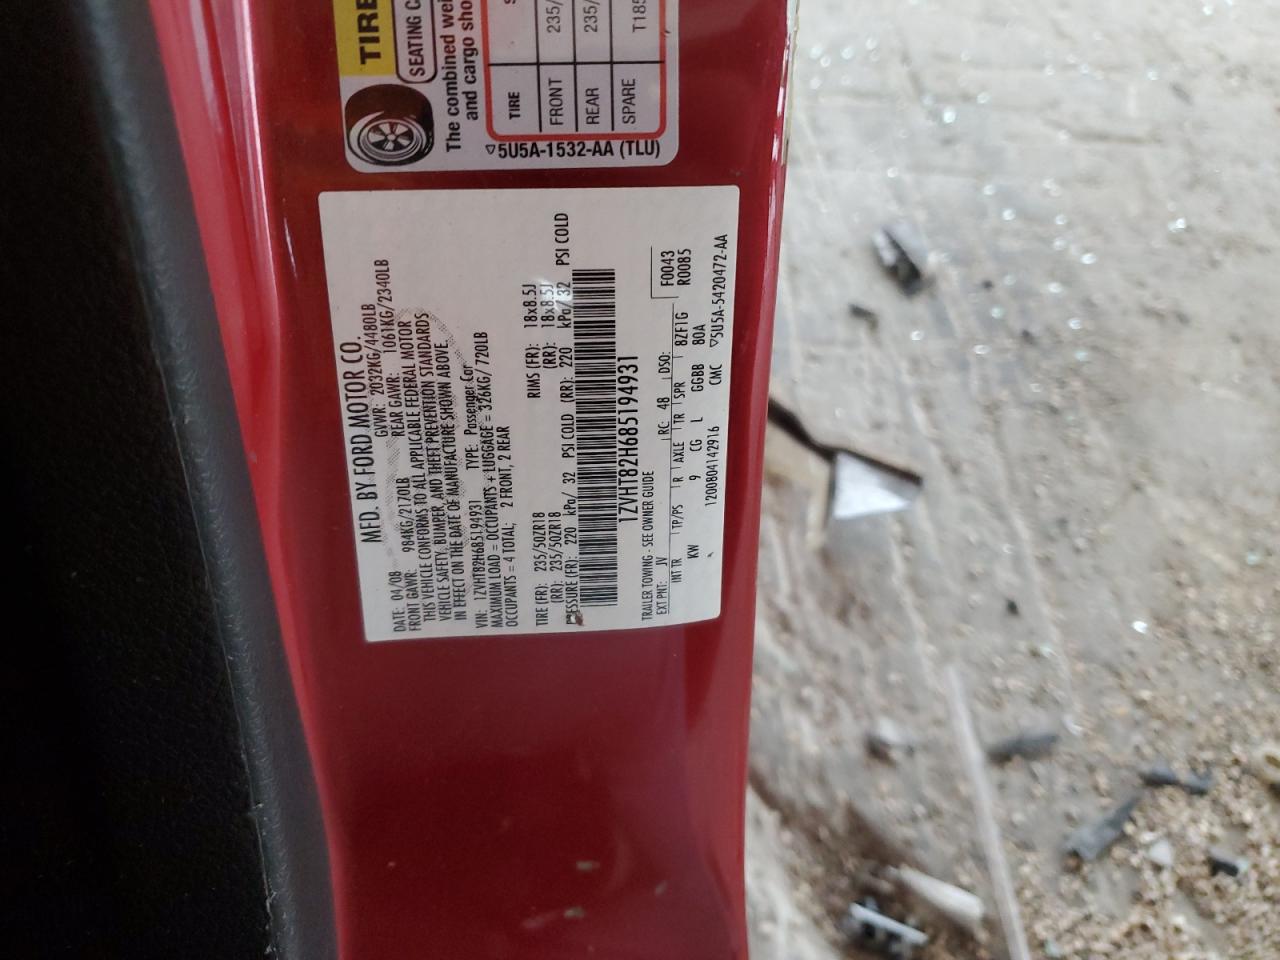 TIRE
SEATING C
The combined wei
and cargo sho
TIRE S
FRONT 235/
REAR 235/
SPARE T185
5U5A-1532-AA (TLU)
MFD. BY FORD MOTOR CO.
DATE: 04/08 GVWR: 2032KG/4480LB
FRONT GAWR: 984KG/2170LB REAR GAWR: 1061KG/2340LB
THIS VEHICLE CONFORMS TO ALL APPLICABLE FEDERAL MOTOR
VEHICLE SAFETY, BUMPER, AND THEFT PREVENTION STANDARDS
IN EFFECT ON THE DATE OF MANUFACTURE SHOWN ABOVE.
VIN: 1ZVHT82H685194931 TYPE: Passenger Car
MAXIMUM LOAD = OCCUPANTS + LUGGAGE = 326KG/720LB
OCCUPANTS = 4 TOTAL; 2 FRONT, 2 REAR
TIRE (FR): 235/50ZR18 RIMS (FR): 18x8.5J
(RR): 235/50ZR18 (RR): 18x8.5J
PRESSURE (FR): 220 kPa/ 32 PSI COLD (RR): 220 kPa/ 32 PSI COLD
1ZVHT82H685194931
TRAILER TOWING - SEE OWNER GUIDE F0043
EXT PNT: JV RC: 48 DSO: R0085
INT TR TP/PS R AXLE TR SPR 8ZF1G
KW 9 CG L GGBB 80A
1200804142916 CMC 5U5A-5420472-AA